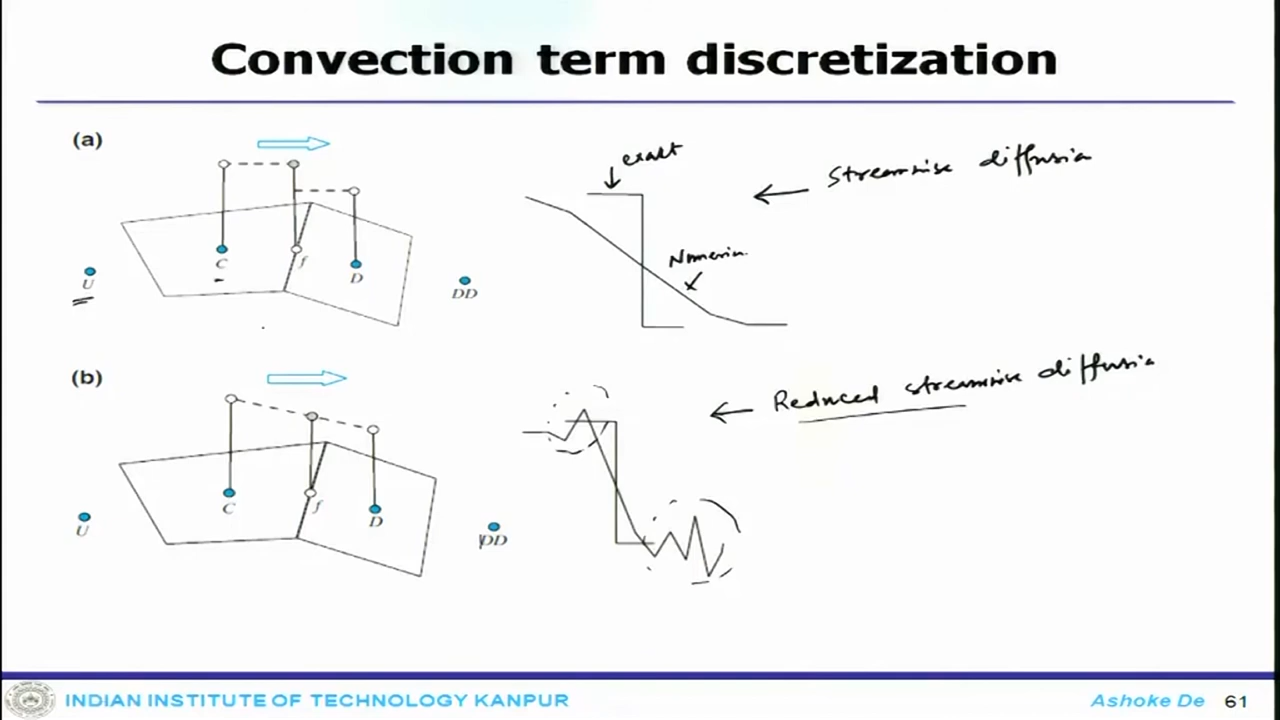 Convection term discretization
(a)
exact
Streamwise diffusion
C
f
D
U
DD
Numerin
(b)
Reduced streamwise diffusion
C
f
D
U
DD
INDIAN INSTITUTE OF TECHNOLOGY KANPUR
Ashoke De 61